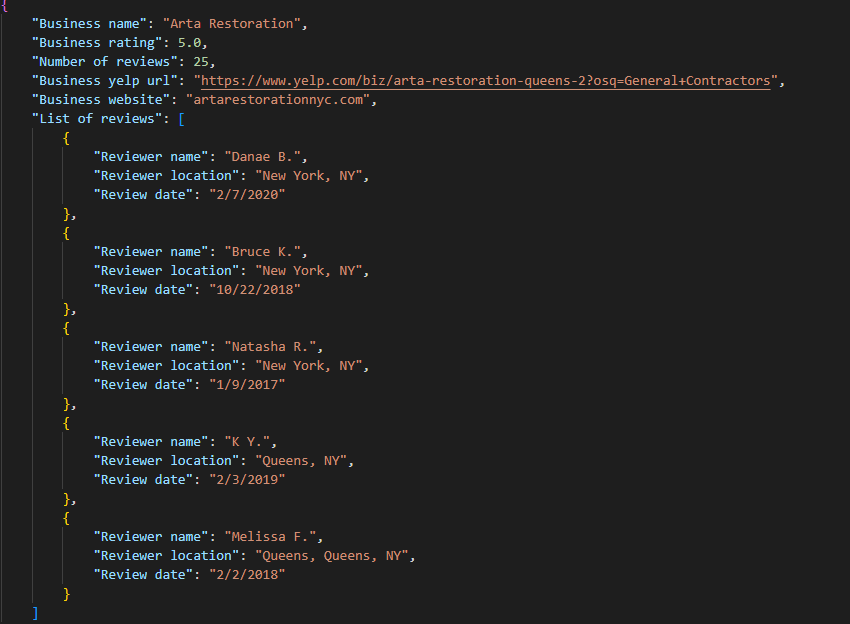 {
"Business name": "Arta Restoration",
"Business rating": 5.0,
"Number of reviews": 25,
"Business yelp url": "https://www.yelp.com/biz/arta-restoration-queens-2?osq=General+Contractors",
"Business website": "artarestorationnyc.com",
"List of reviews": [
{
"Reviewer name": "Danae B.",
"Reviewer location": "New York, NY",
"Review date": "2/7/2020"
},
{
"Reviewer name": "Bruce K.",
"Reviewer location": "New York, NY",
"Review date": "10/22/2018"
},
{
"Reviewer name": "Natasha R.",
"Reviewer location": "New York, NY",
"Review date": "1/9/2017"
},
{
"Reviewer name": "K Y.",
"Reviewer location": "Queens, NY",
"Review date": "2/3/2019"
},
{
"Reviewer name": "Melissa F.",
"Reviewer location": "Queens, Queens, NY",
"Review date": "2/2/2018"
}
]